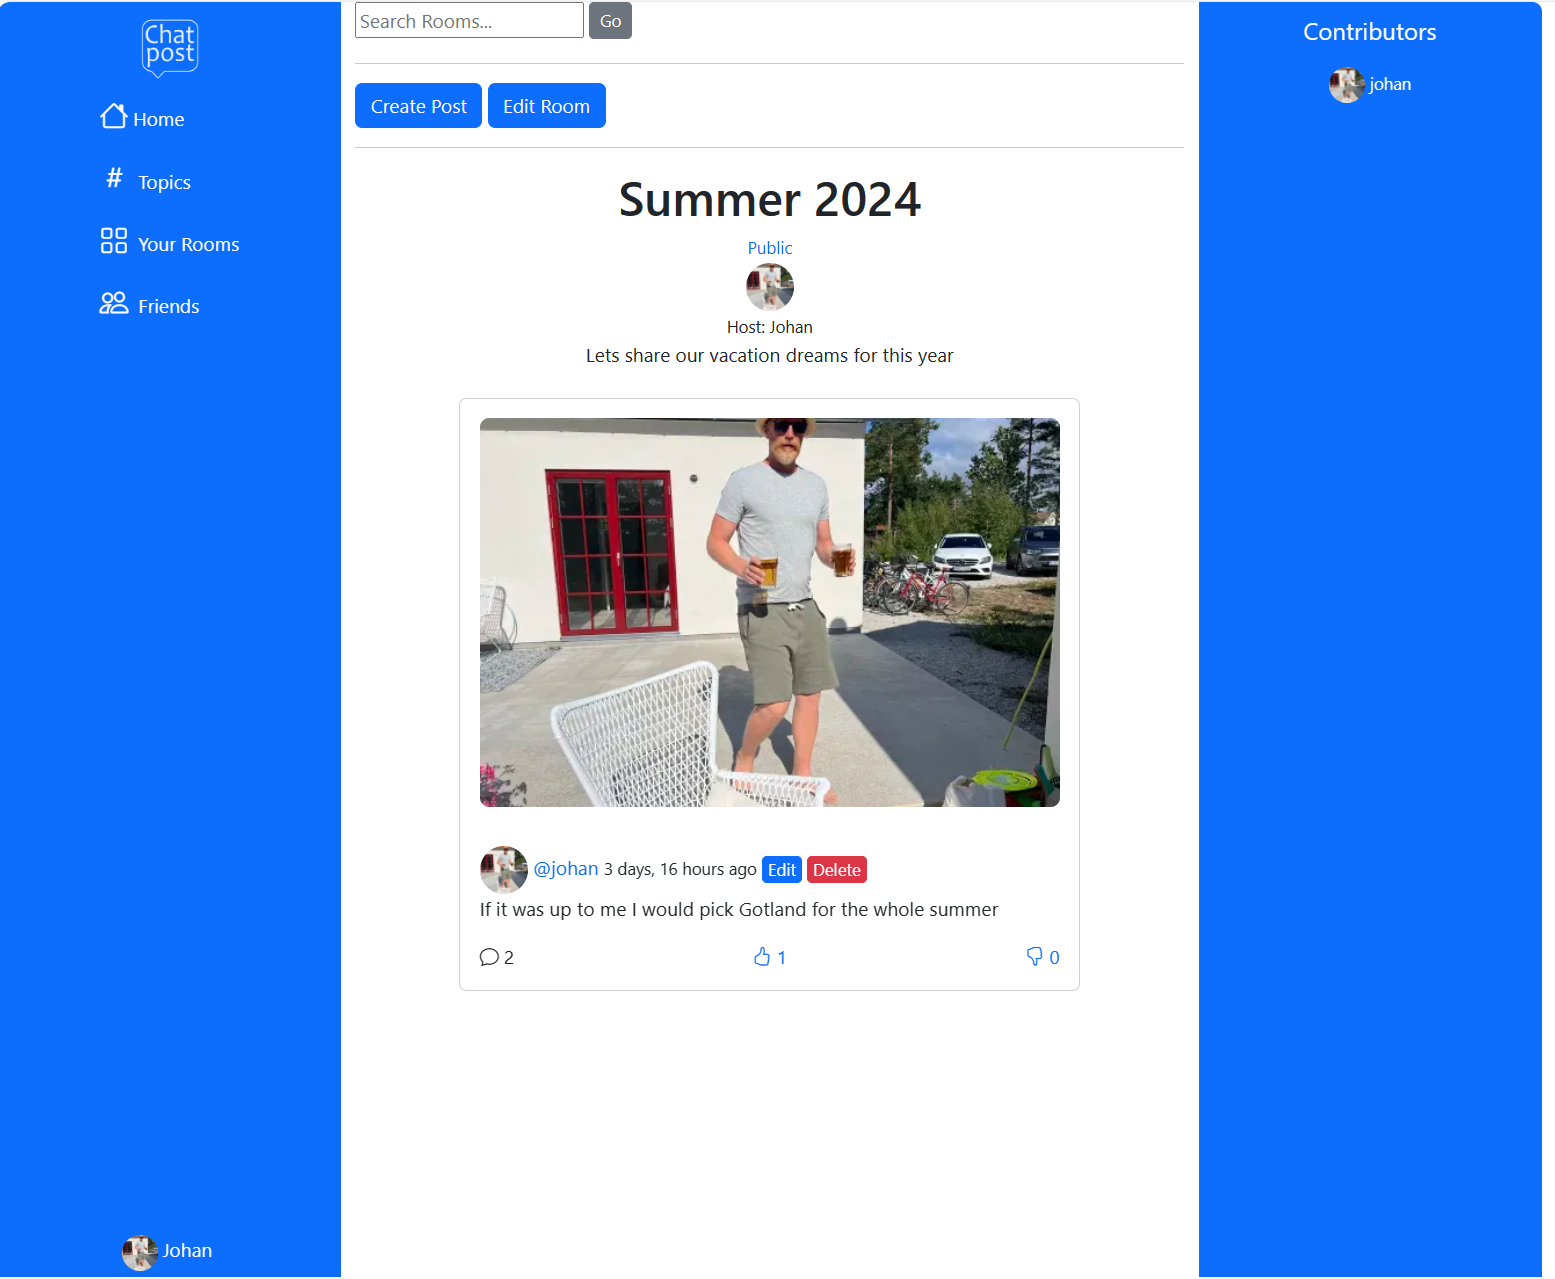 Chat
post
Home
# Topics
Your Rooms
Friends
Johan
Search Rooms...
Go
Create Post
Edit Room
Summer 2024
Public
Host: Johan
Lets share our vacation dreams for this year
@johan 3 days, 16 hours ago Edit Delete
If it was up to me I would pick Gotland for the whole summer
2
1
0
Contributors
johan